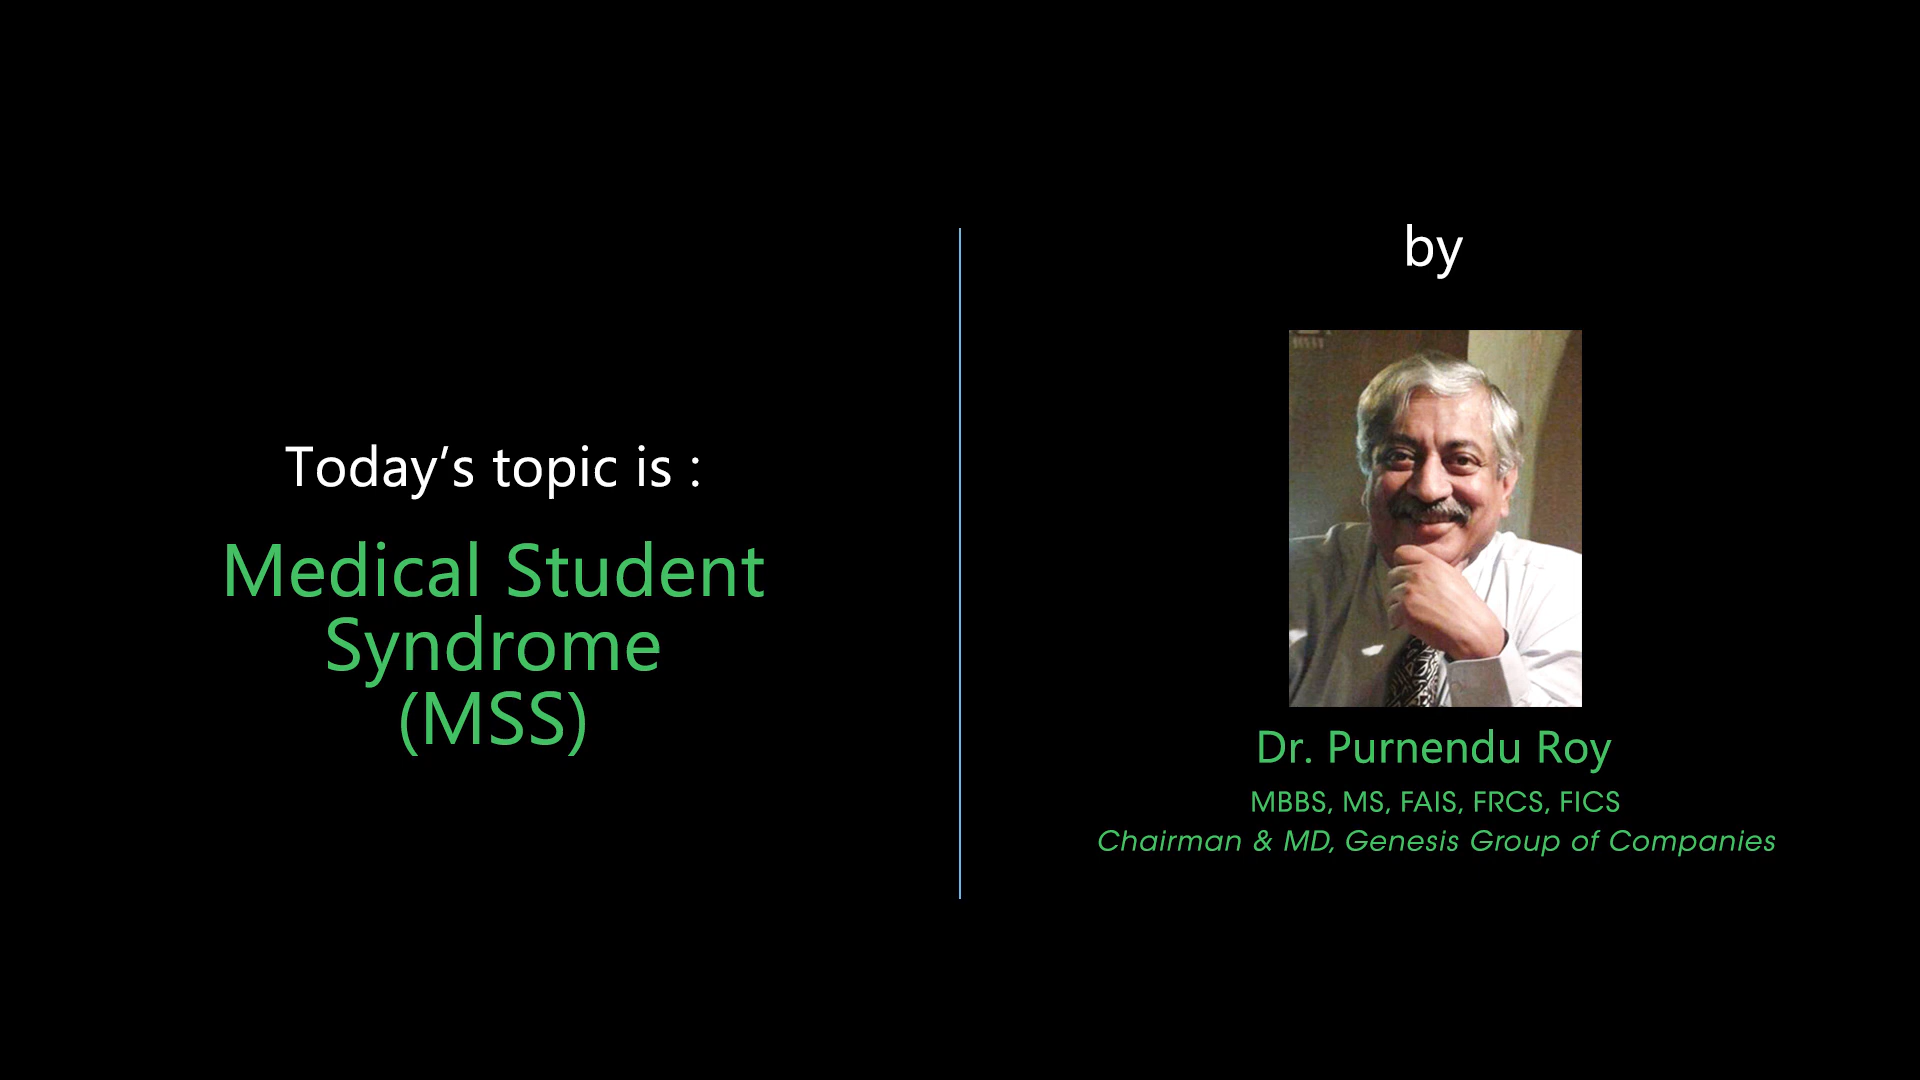 Today’s topic is :
Medical Student
Syndrome
(MSS)
by
Dr. Purnendu Roy
MBBS, MS, FAIS, FRCS, FICS
Chairman & MD, Genesis Group of Companies